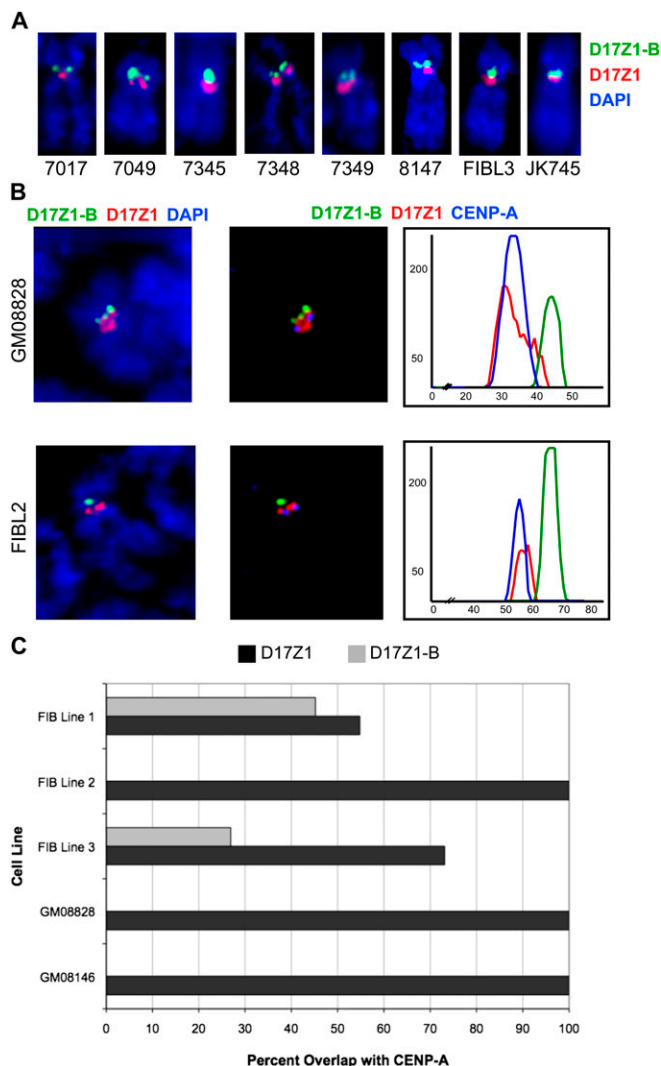 A
D17Z1-B
D17Z1
DAPI
7017 7049 7345 7348 7349 8147 FIBL3 JK745
B
D17Z1-B D17Z1 DAPI
D17Z1-B D17Z1 CENP-A
GM08828
200
50
0 20 30 40 50
FIBL2
200
50
0 40 50 60 70 80
C
D17Z1 D17Z1-B
Cell Line
FIB Line 1
FIB Line 2
FIB Line 3
GM08828
GM08146
0 10 20 30 40 50 60 70 80 90 100
Percent Overlap with CENP-A